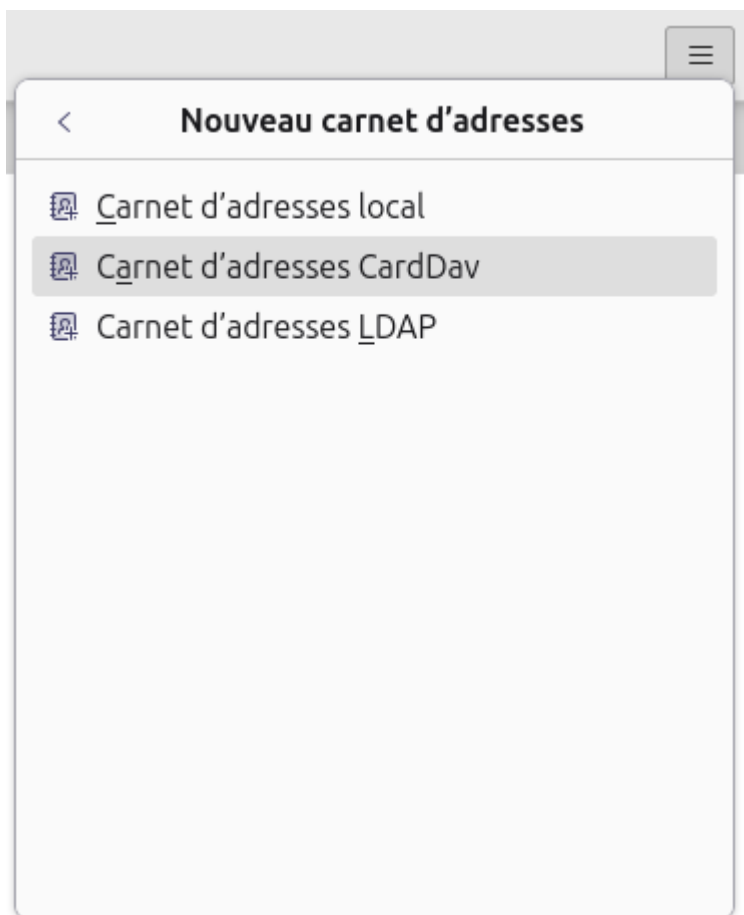 Nouveau carnet d’adresses
Carnet d’adresses local
Carnet d’adresses CardDav
Carnet d’adresses LDAP